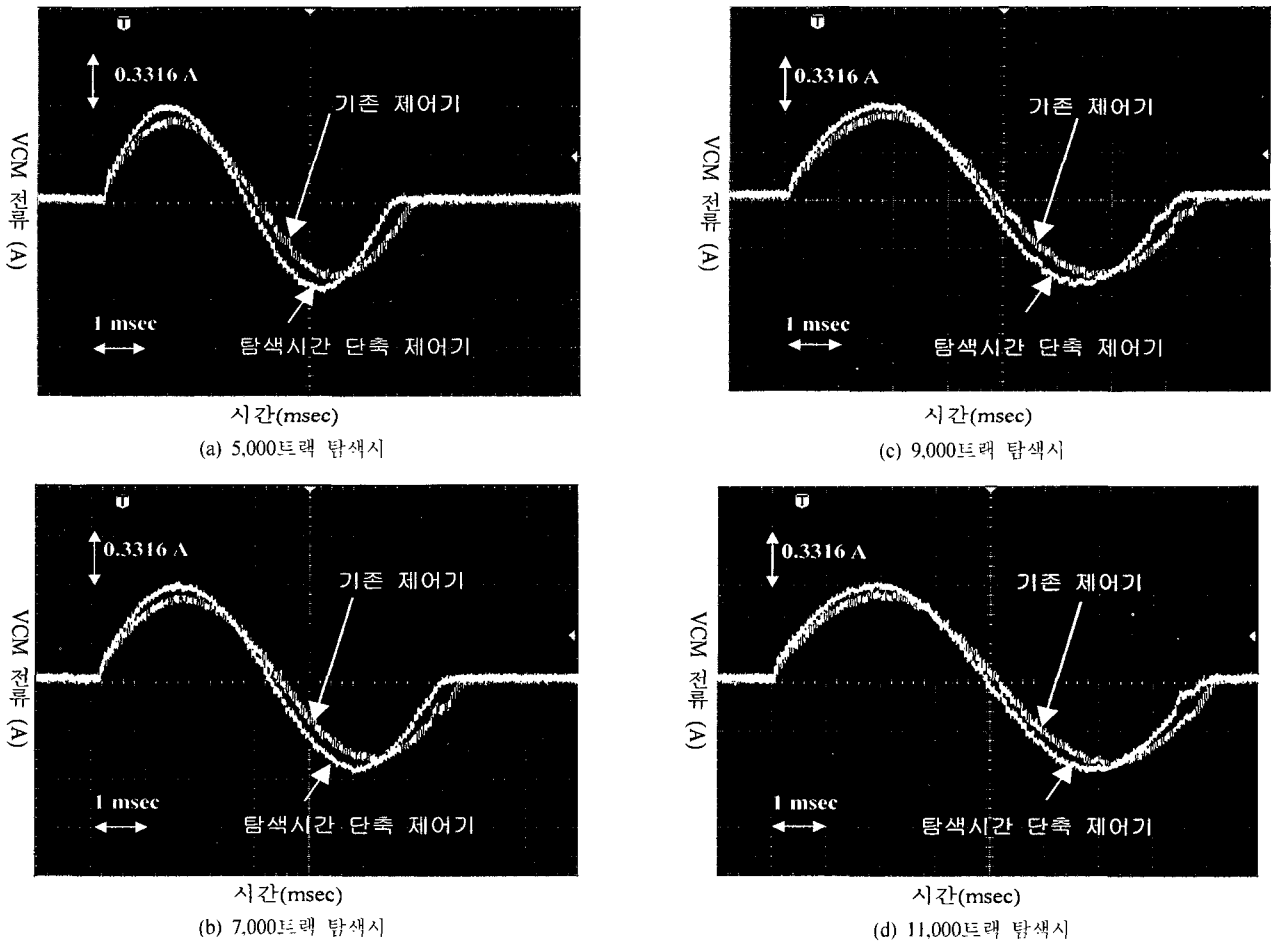 T
0.3316 A
기존 제어기
VCM 전류 (A)
1 msec
탐색시간 단축 제어기
시간(msec)
(a) 5,000트랙 탐색시
T
0.3316 A
기존 제어기
VCM 전류 (A)
1 msec
탐색시간 단축 제어기
시간(msec)
(b) 7,000트랙 탐색시
T
0.3316 A
기존 제어기
VCM 전류 (A)
1 msec
탐색시간 단축 제어기
시간(msec)
(c) 9,000트랙 탐색시
T
0.3316 A
기존 제어기
VCM 전류 (A)
1 msec
탐색시간 단축 제어기
시간(msec)
(d) 11,000트랙 탐색시